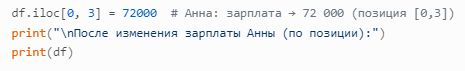 df.iloc[0, 3] = 72000  # Анна: зарплата → 72 000 (позиция [0,3])
print("\nПосле изменения зарплаты Анны (по позиции):")
print(df)